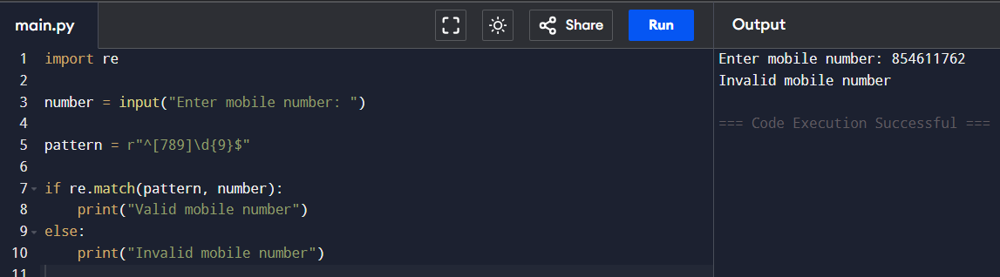 main.py
Share
Run
Output
1 import re
2
3 number = input("Enter mobile number: ")
4
5 pattern = r"^[789]\d{9}$"
6
7 if re.match(pattern, number):
8     print("Valid mobile number")
9 else:
10     print("Invalid mobile number")
11
Enter mobile number: 854611762
Invalid mobile number
=== Code Execution Successful ===